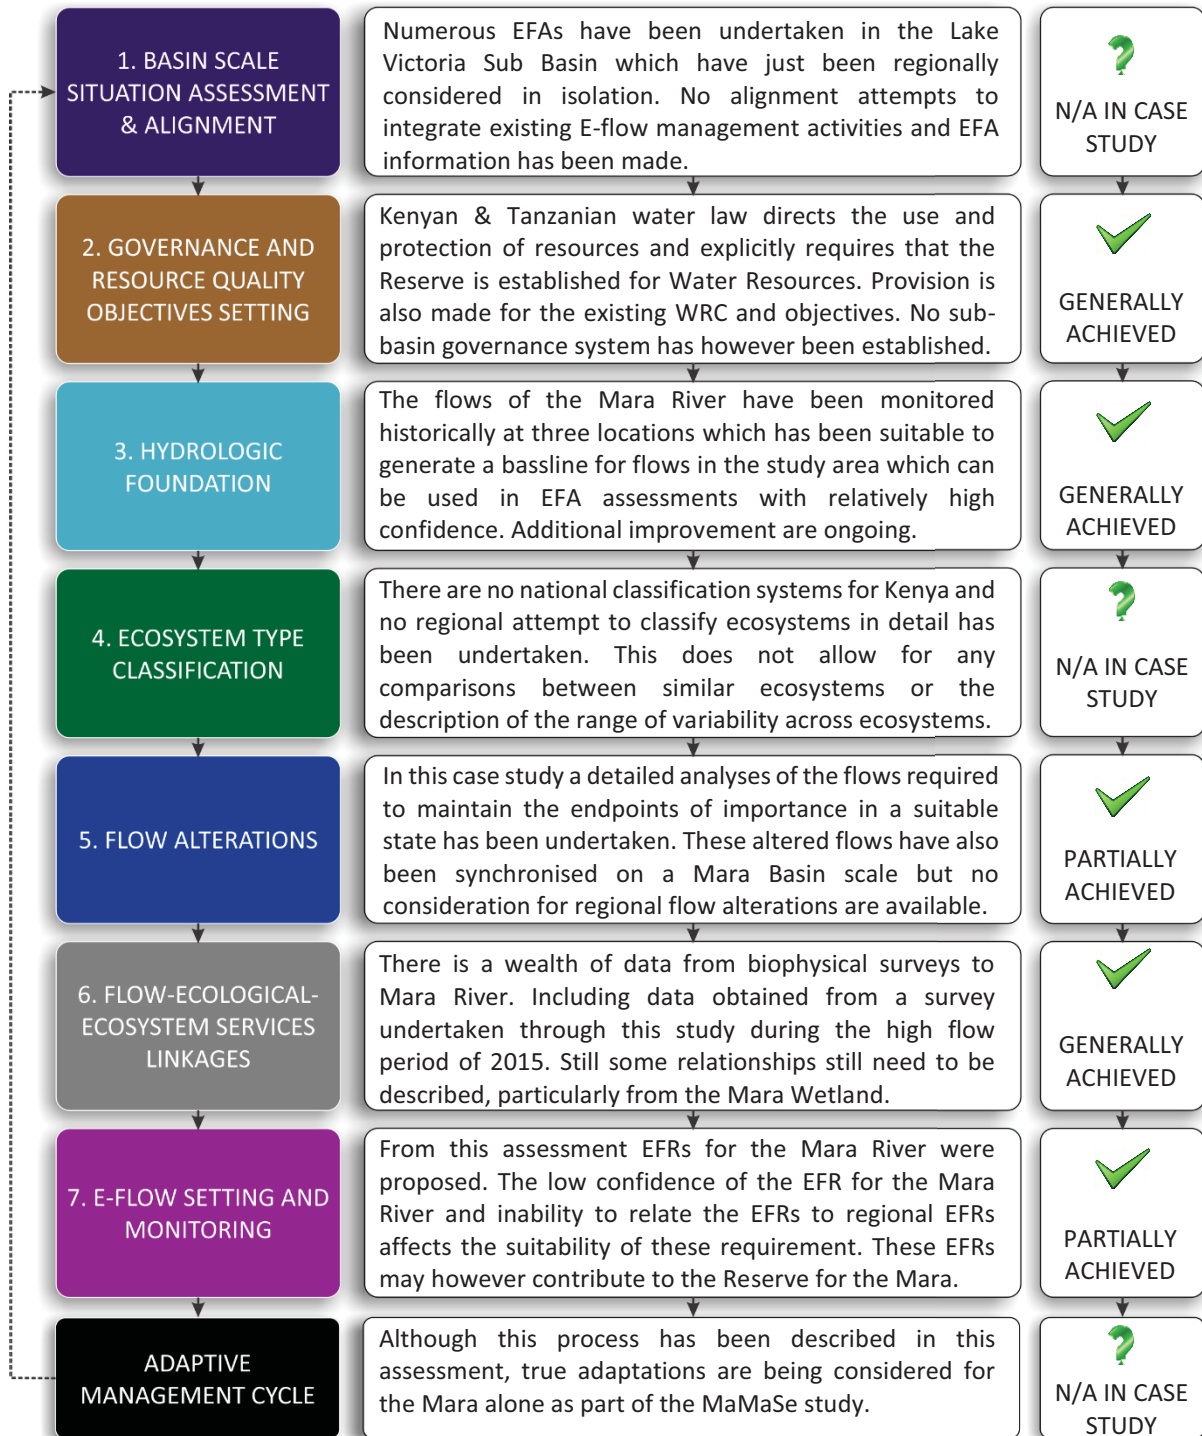 1. BASIN SCALE
SITUATION ASSESSMENT
& ALIGNMENT
Numerous EFAs have been undertaken in the Lake
Victoria Sub Basin which have just been regionally
considered in isolation. No alignment attempts to
integrate existing E-flow management activities and EFA
information has been made.
?
N/A IN CASE
STUDY
2. GOVERNANCE AND
RESOURCE QUALITY
OBJECTIVES SETTING
Kenyan & Tanzanian water law directs the use and
protection of resources and explicitly requires that the
Reserve is established for Water Resources. Provision is
also made for the existing WRC and objectives. No sub-
basin governance system has however been established.
GENERALLY
ACHIEVED
3. HYDROLOGIC
FOUNDATION
The flows of the Mara River have been monitored
historically at three locations which has been suitable to
generate a bassline for flows in the study area which can
be used in EFA assessments with relatively high
confidence. Additional improvement are ongoing.
GENERALLY
ACHIEVED
4. ECOSYSTEM TYPE
CLASSIFICATION
There are no national classification systems for Kenya and
no regional attempt to classify ecosystems in detail has
been undertaken. This does not allow for any
comparisons between similar ecosystems or the
description of the range of variability across ecosystems.
?
N/A IN CASE
STUDY
5. FLOW ALTERATIONS
In this case study a detailed analyses of the flows required
to maintain the endpoints of importance in a suitable
state has been undertaken. These altered flows have also
been synchronised on a Mara Basin scale but no
consideration for regional flow alterations are available.
PARTIALLY
ACHIEVED
6. FLOW-ECOLOGICAL-
ECOSYSTEM SERVICES
LINKAGES
There is a wealth of data from biophysical surveys to
Mara River. Including data obtained from a survey
undertaken through this study during the high flow
period of 2015. Still some relationships still need to be
described, particularly from the Mara Wetland.
GENERALLY
ACHIEVED
7. E-FLOW SETTING AND
MONITORING
From this assessment EFRs for the Mara River were
proposed. The low confidence of the EFR for the Mara
River and inability to relate the EFRs to regional EFRs
affects the suitability of these requirement. These EFRs
may however contribute to the Reserve for the Mara.
PARTIALLY
ACHIEVED
ADAPTIVE
MANAGEMENT CYCLE
Although this process has been described in this
assessment, true adaptations are being considered for
the Mara alone as part of the MaMaSe study.
?
N/A IN CASE
STUDY